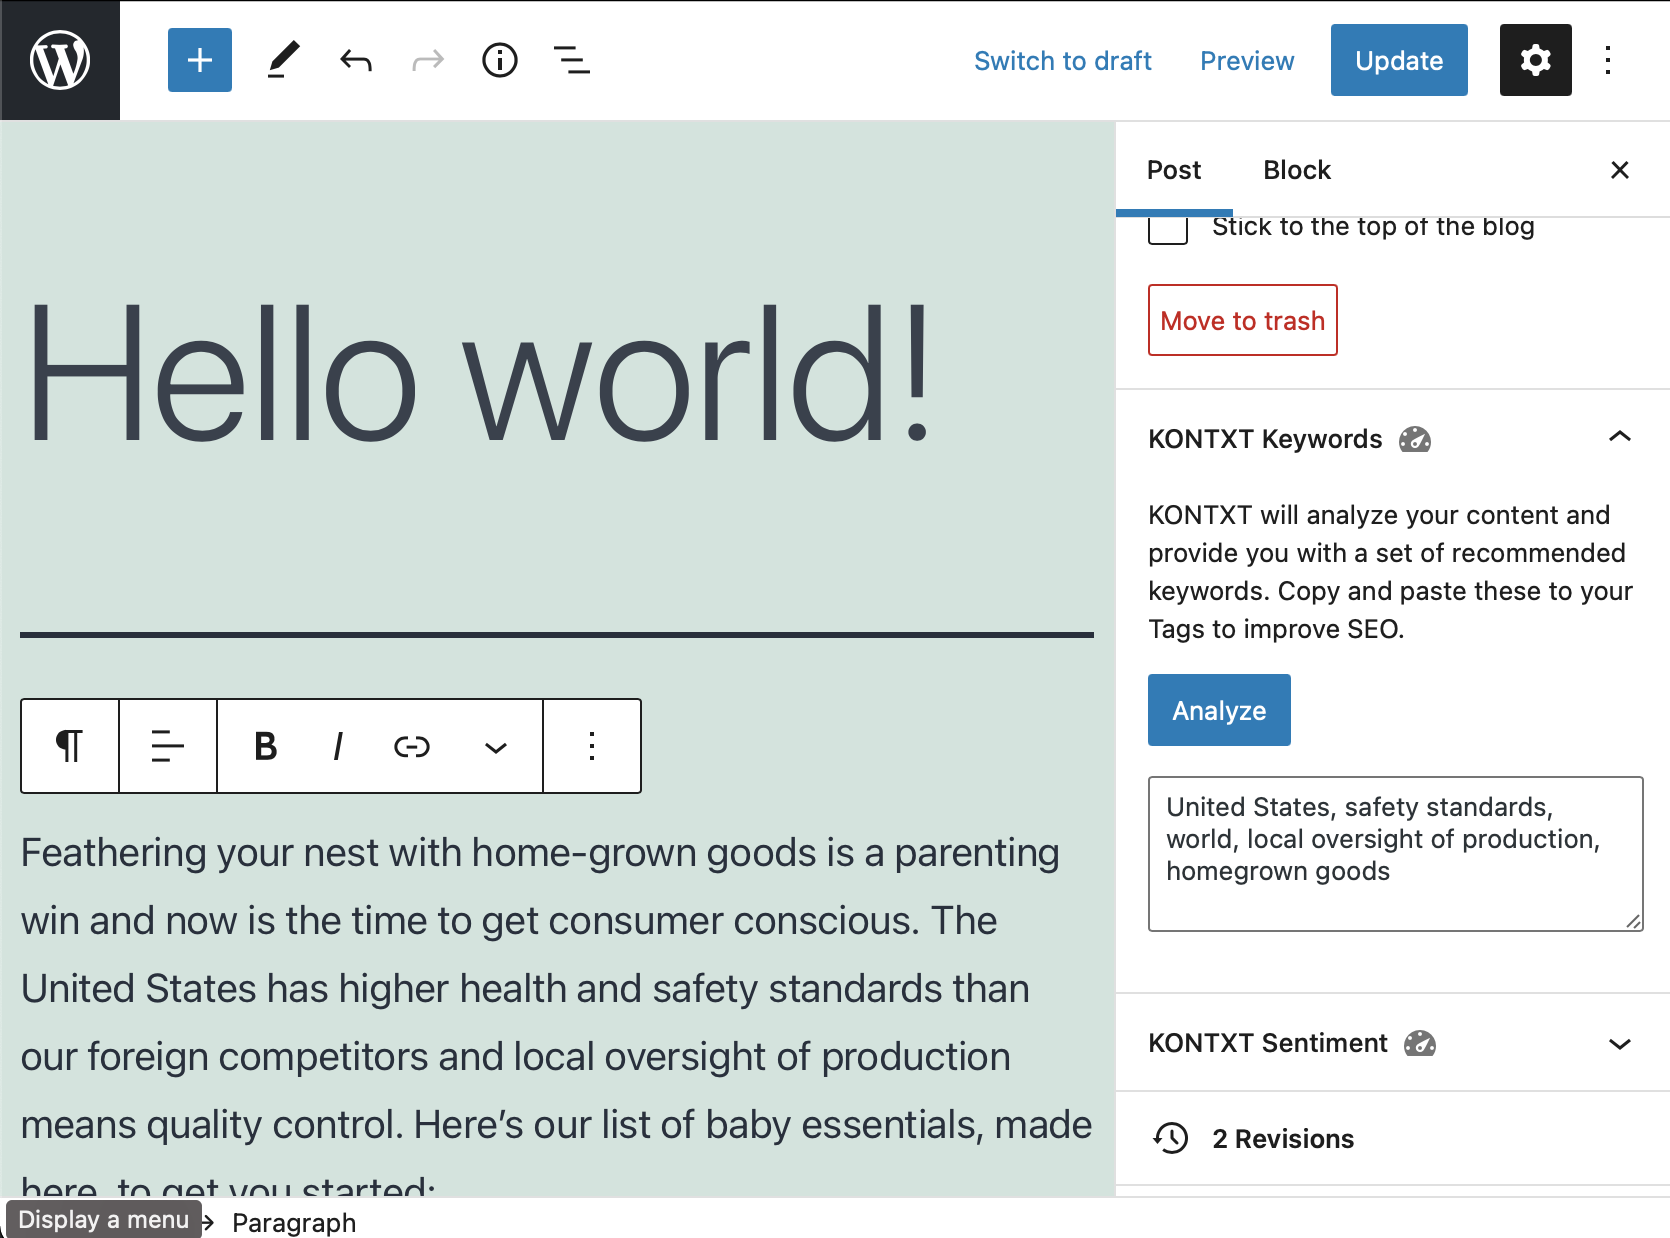 Switch to draft
Preview
Update
Post
Block
Stick to the top of the blog
Move to trash
KONTXT Keywords
KONTXT will analyze your content and
provide you with a set of recommended
keywords. Copy and paste these to your
Tags to improve SEO.
Analyze
United States, safety standards,
world, local oversight of production,
homegrown goods
KONTXT Sentiment
2 Revisions
Hello world!
B I
Feathering your nest with home-grown goods is a parenting
win and now is the time to get consumer conscious. The
United States has higher health and safety standards than
our foreign competitors and local oversight of production
means quality control. Here’s our list of baby essentials, made
here, to get you started:
Display a menu
Paragraph